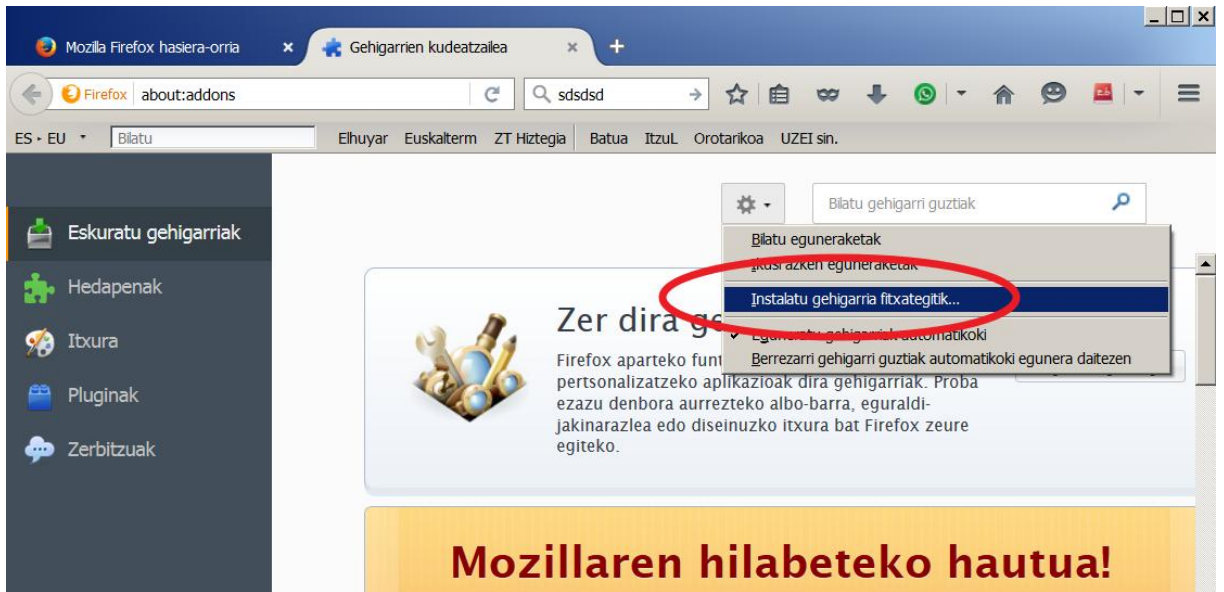 Mozilla Firefox hasiera-orria
Gehigarrien kudeatzailea
Firefox about:addons
sdsdsd
ES EU
Bilatu
Elhuyar Euskalterm ZT Hiztegia Batua ItzuL Orotarikoa UZEI sin.
Bilatu gehigarri guztiak
Bilatu eguneraketak
Ikusi azken eguneraketak
Instalatu gehigarria fitxategitik...
Eguneratu gehigarriak automatikoki
Berrezarri gehigarri guztiak automatikoki egunera daitezen
Eskuratu gehigarriak
Hedapenak
Itxura
Pluginak
Zerbitzuak
Zer dira
Firefox aparteko
pertsonalizatzeko aplikazioak dira gehigarriak. Proba
ezazu denbora aurrezteko albo-barra, eguraldi-
jakinarazlea edo diseinuzko itxura bat Firefox zeure
egiteko.
Mozillaren hilabeteko hautua!